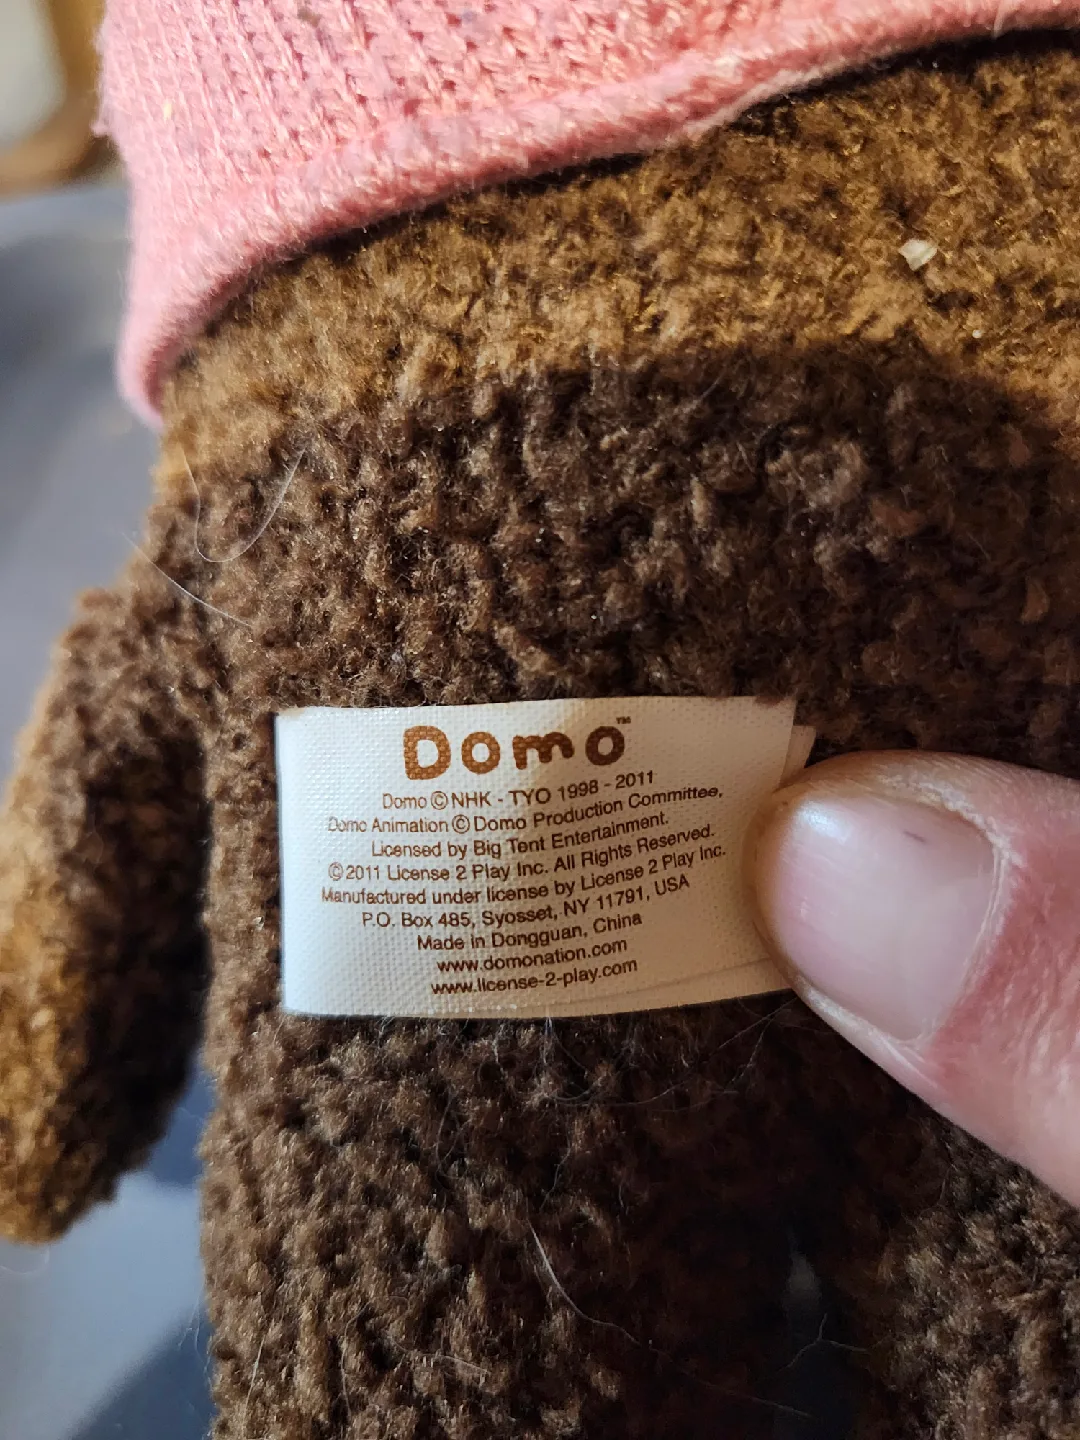 Domo™
Domo © NHK - TYO 1998 - 2011
Domo Animation © Domo Production Committee,
Licensed by Big Tent Entertainment.
©2011 License 2 Play Inc. All Rights Reserved.
Manufactured under license by License 2 Play Inc.
P.O. Box 485, Syosset, NY 11791, USA
Made in Dongguan, China
www.domonation.com
www.license-2-play.com